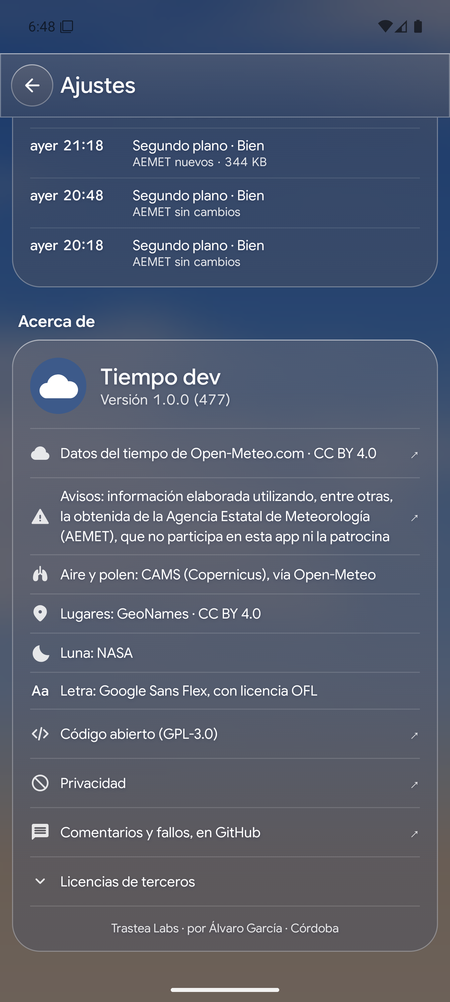 6:48
Ajustes
ayer 21:18
Segundo plano · Bien
AEMET nuevos · 344 KB
ayer 20:48
Segundo plano · Bien
AEMET sin cambios
ayer 20:18
Segundo plano · Bien
AEMET sin cambios
Acerca de
Tiempo dev
Versión 1.0.0 (477)
Datos del tiempo de Open-Meteo.com · CC BY 4.0
Avisos: información elaborada utilizando, entre otras,
la obtenida de la Agencia Estatal de Meteorología
(AEMET), que no participa en esta app ni la patrocina
Aire y polen: CAMS (Copernicus), vía Open-Meteo
Lugares: GeoNames · CC BY 4.0
Luna: NASA
Aa Letra: Google Sans Flex, con licencia OFL
Código abierto (GPL-3.0)
Privacidad
Comentarios y fallos, en GitHub
Licencias de terceros
Trastea Labs · por Álvaro García · Córdoba